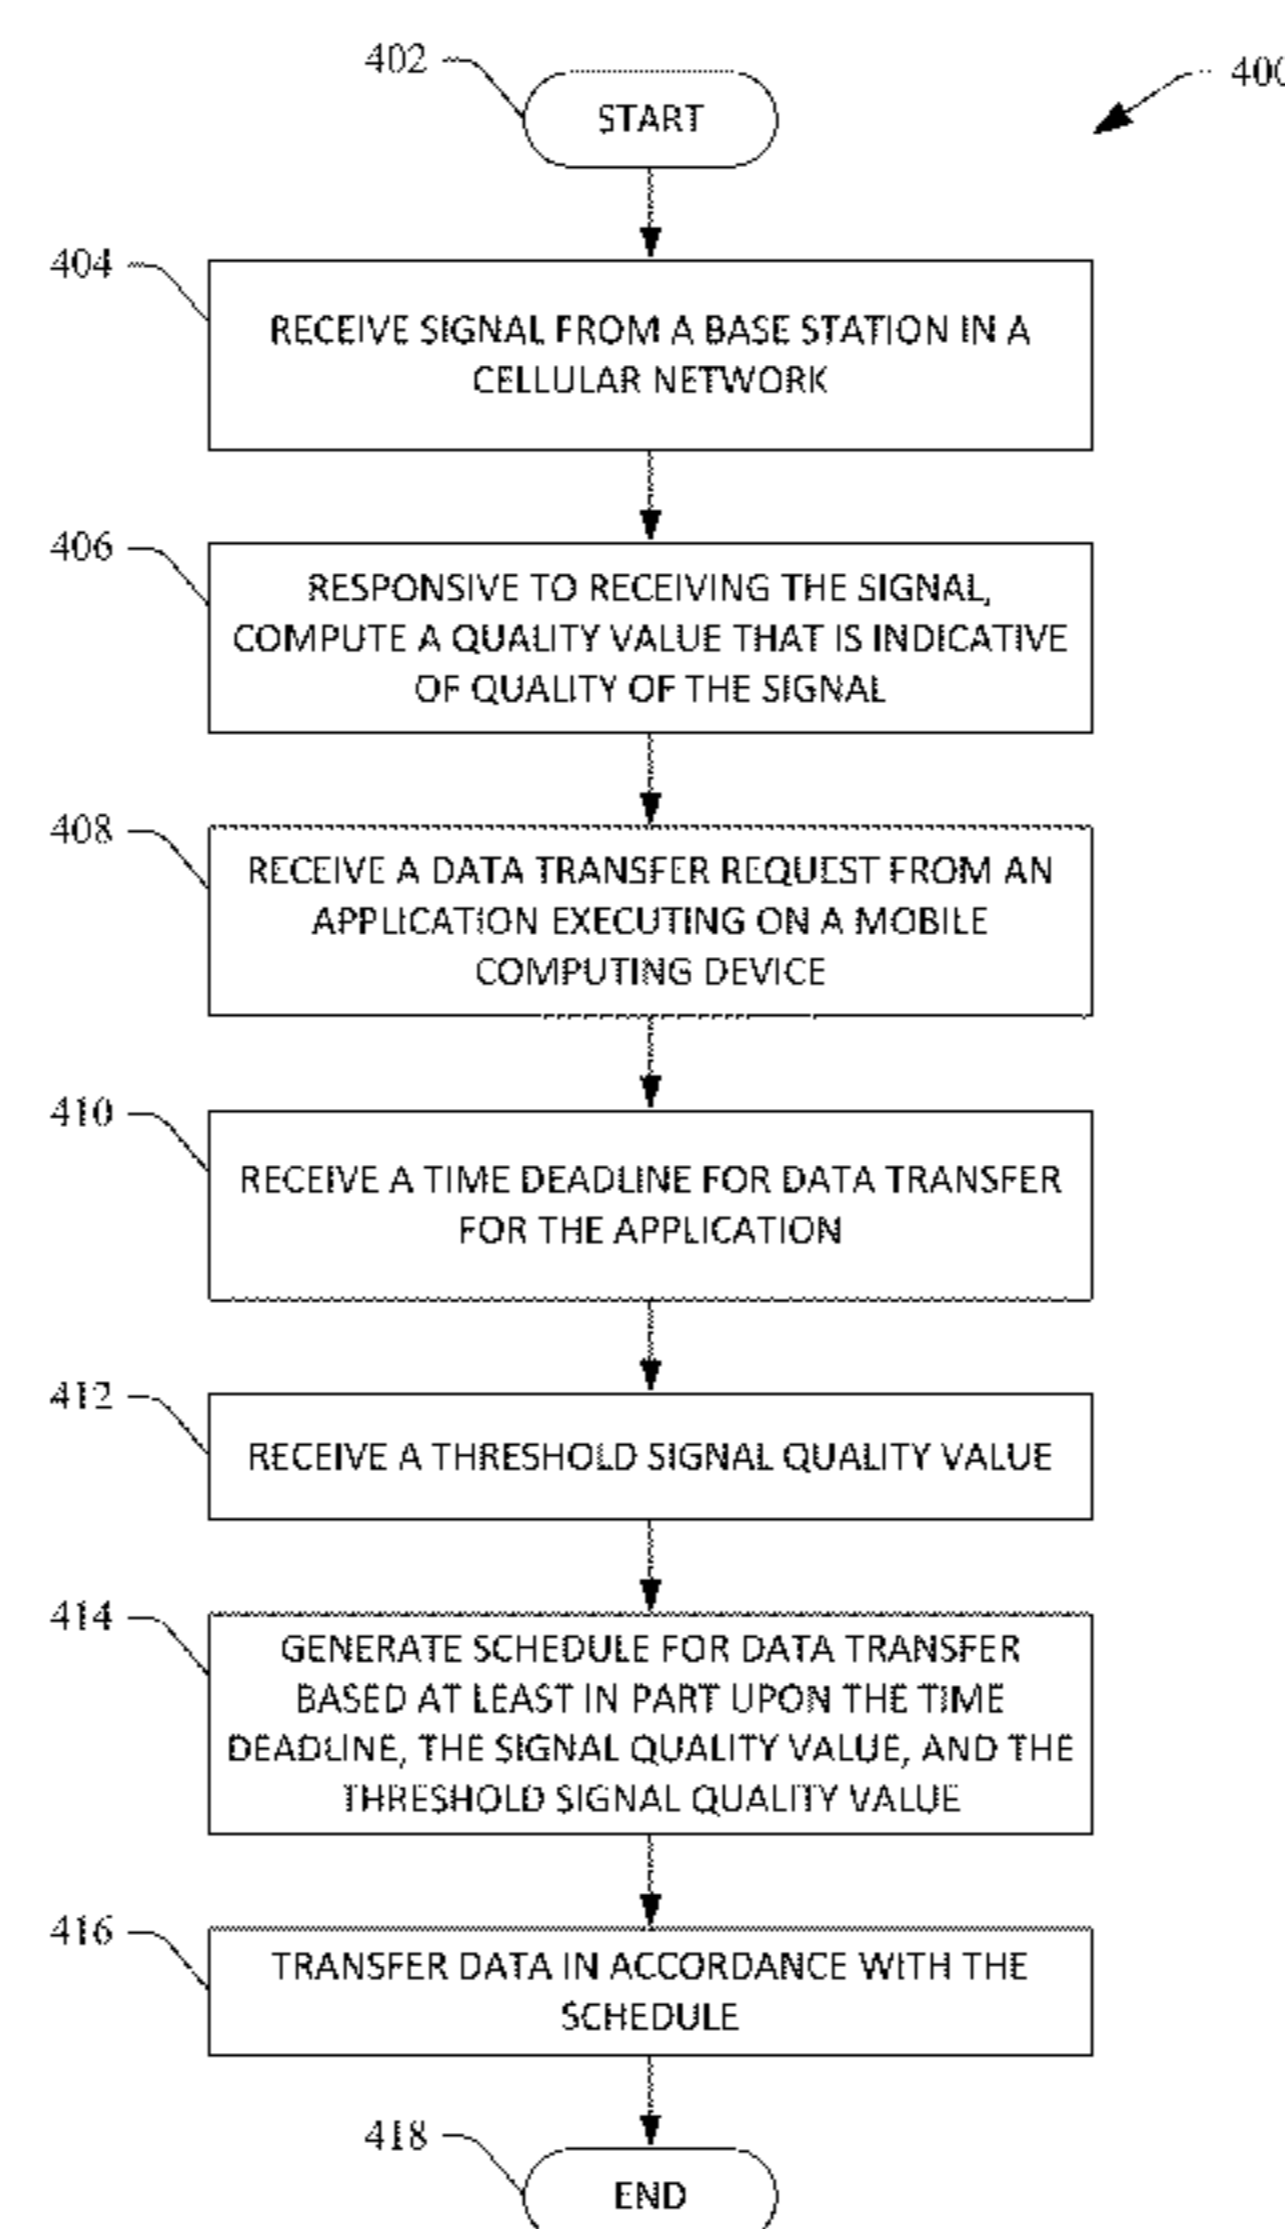 402
START
400
404
RECEIVE SIGNAL FROM A BASE STATION IN A
CELLULAR NETWORK
406
RESPONSIVE TO RECEIVING THE SIGNAL,
COMPUTE A QUALITY VALUE THAT IS INDICATIVE
OF QUALITY OF THE SIGNAL
408
RECEIVE A DATA TRANSFER REQUEST FROM AN
APPLICATION EXECUTING ON A MOBILE
COMPUTING DEVICE
410
RECEIVE A TIME DEADLINE FOR DATA TRANSFER
FOR THE APPLICATION
412
RECEIVE A THRESHOLD SIGNAL QUALITY VALUE
414
GENERATE SCHEDULE FOR DATA TRANSFER
BASED AT LEAST IN PART UPON THE TIME
DEADLINE, THE SIGNAL QUALITY VALUE, AND THE
THRESHOLD SIGNAL QUALITY VALUE
416
TRANSFER DATA IN ACCORDANCE WITH THE
SCHEDULE
418
END